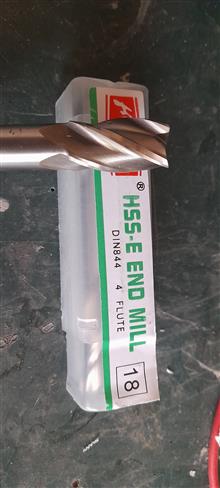 ®
HSS-E END MILL
DIN844 4 FLUTE
18